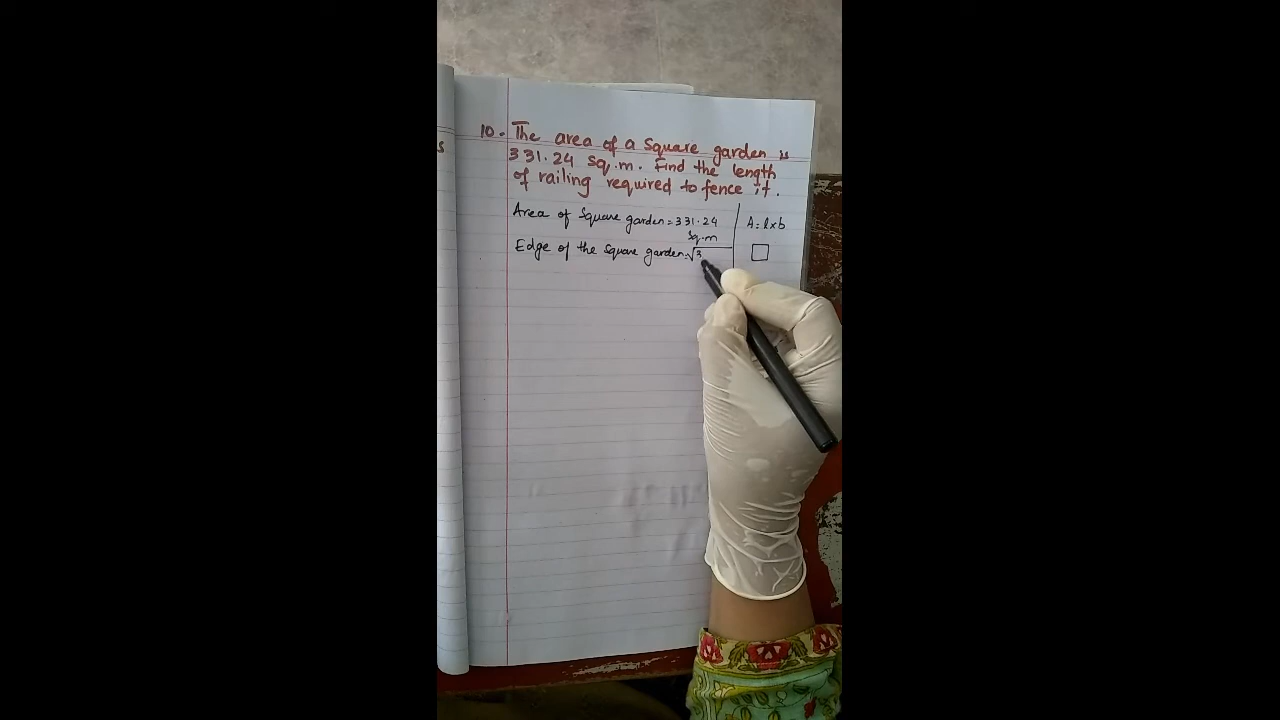 10. The area of a square garden is
331.24 sq.m. Find the length
of railing required to fence it.
Area of square garden = 331.24
sq.m
A = l x b
Edge of the square garden = √3
s